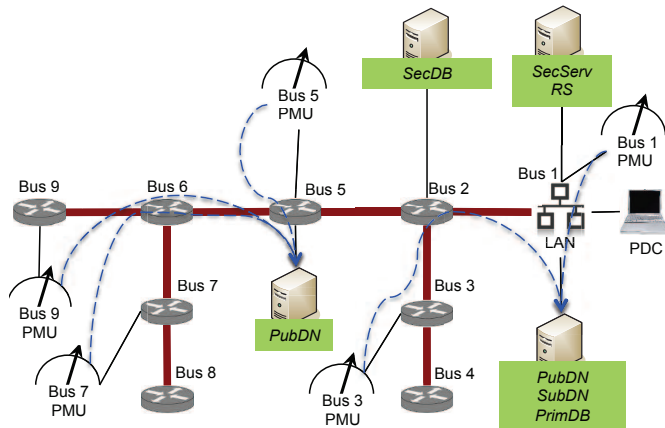 SecDB
SecServ
RS
Bus 5
PMU
Bus 1
PMU
Bus 1
Bus 9
Bus 6
Bus 5
Bus 2
LAN
PDC
Bus 9
PMU
Bus 7
PubDN
Bus 3
Bus 7
PMU
Bus 8
Bus 3
PMU
Bus 4
PubDN
SubDN
PrimDB